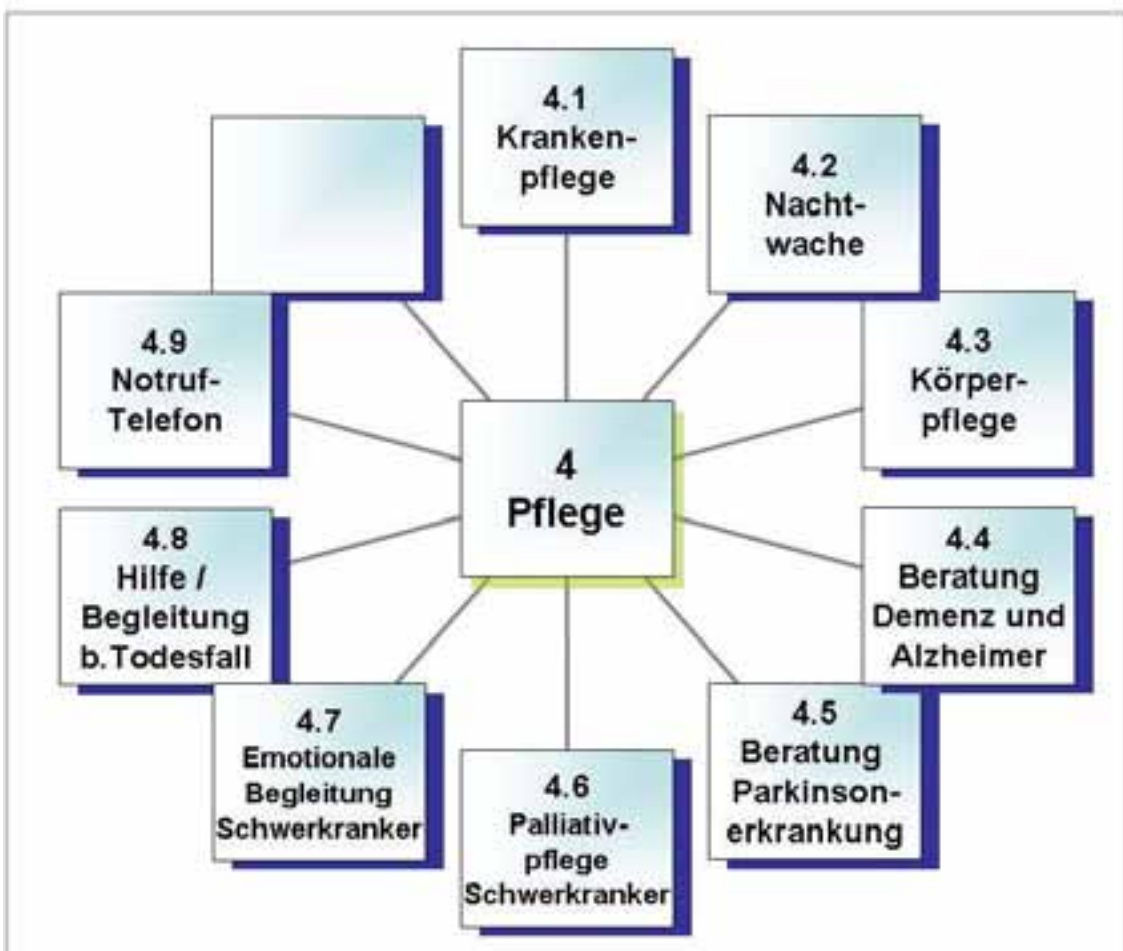 4.1
Kranken-
pflege
4.2
Nacht-
wache
4.3
Körper-
pflege
4.4
Beratung
Demenz und
Alzheimer
4.5
Beratung
Parkinson-
erkrankung
4.6
Palliativ-
pflege
Schwerkranker
4.7
Emotionale
Begleitung
Schwerkranker
4.8
Hilfe /
Begleitung
b.Todesfall
4.9
Notruf-
Telefon
4
Pflege